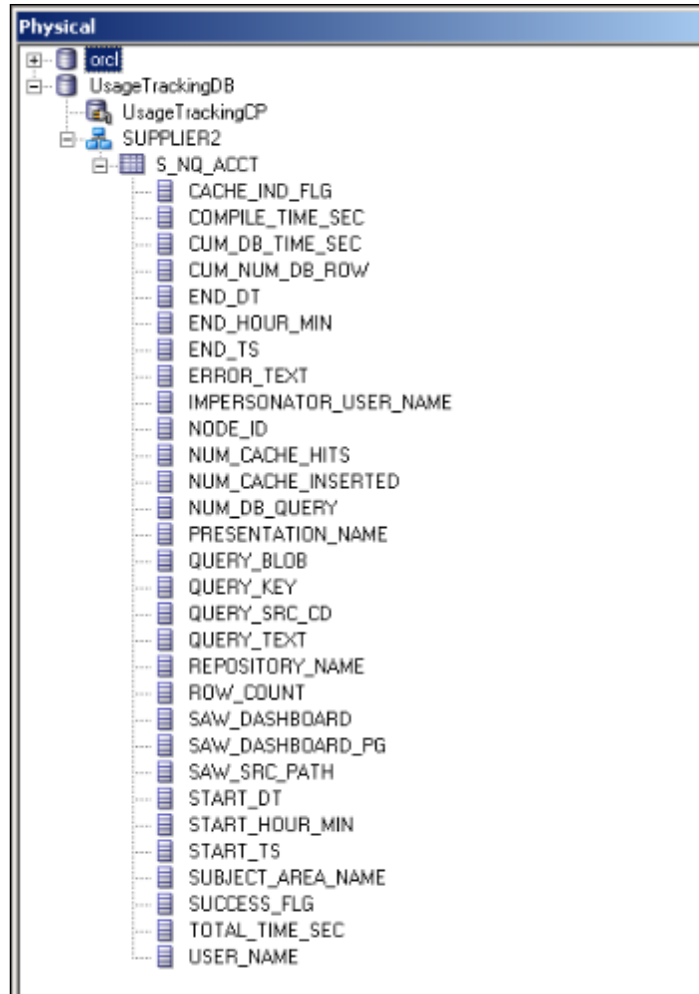 Physical
orcl
UsageTrackingDB
UsageTrackingCP
SUPPLIER2
S_NQ_ACCT
CACHE_IND_FLG
COMPILE_TIME_SEC
CUM_DB_TIME_SEC
CUM_NUM_DB_ROW
END_DT
END_HOUR_MIN
END_TS
ERROR_TEXT
IMPERSONATOR_USER_NAME
NODE_ID
NUM_CACHE_HITS
NUM_CACHE_INSERTED
NUM_DB_QUERY
PRESENTATION_NAME
QUERY_BLOB
QUERY_KEY
QUERY_SRC_CD
QUERY_TEXT
REPOSITORY_NAME
ROW_COUNT
SAW_DASHBOARD
SAW_DASHBOARD_PG
SAW_SRC_PATH
START_DT
START_HOUR_MIN
START_TS
SUBJECT_AREA_NAME
SUCCESS_FLG
TOTAL_TIME_SEC
USER_NAME